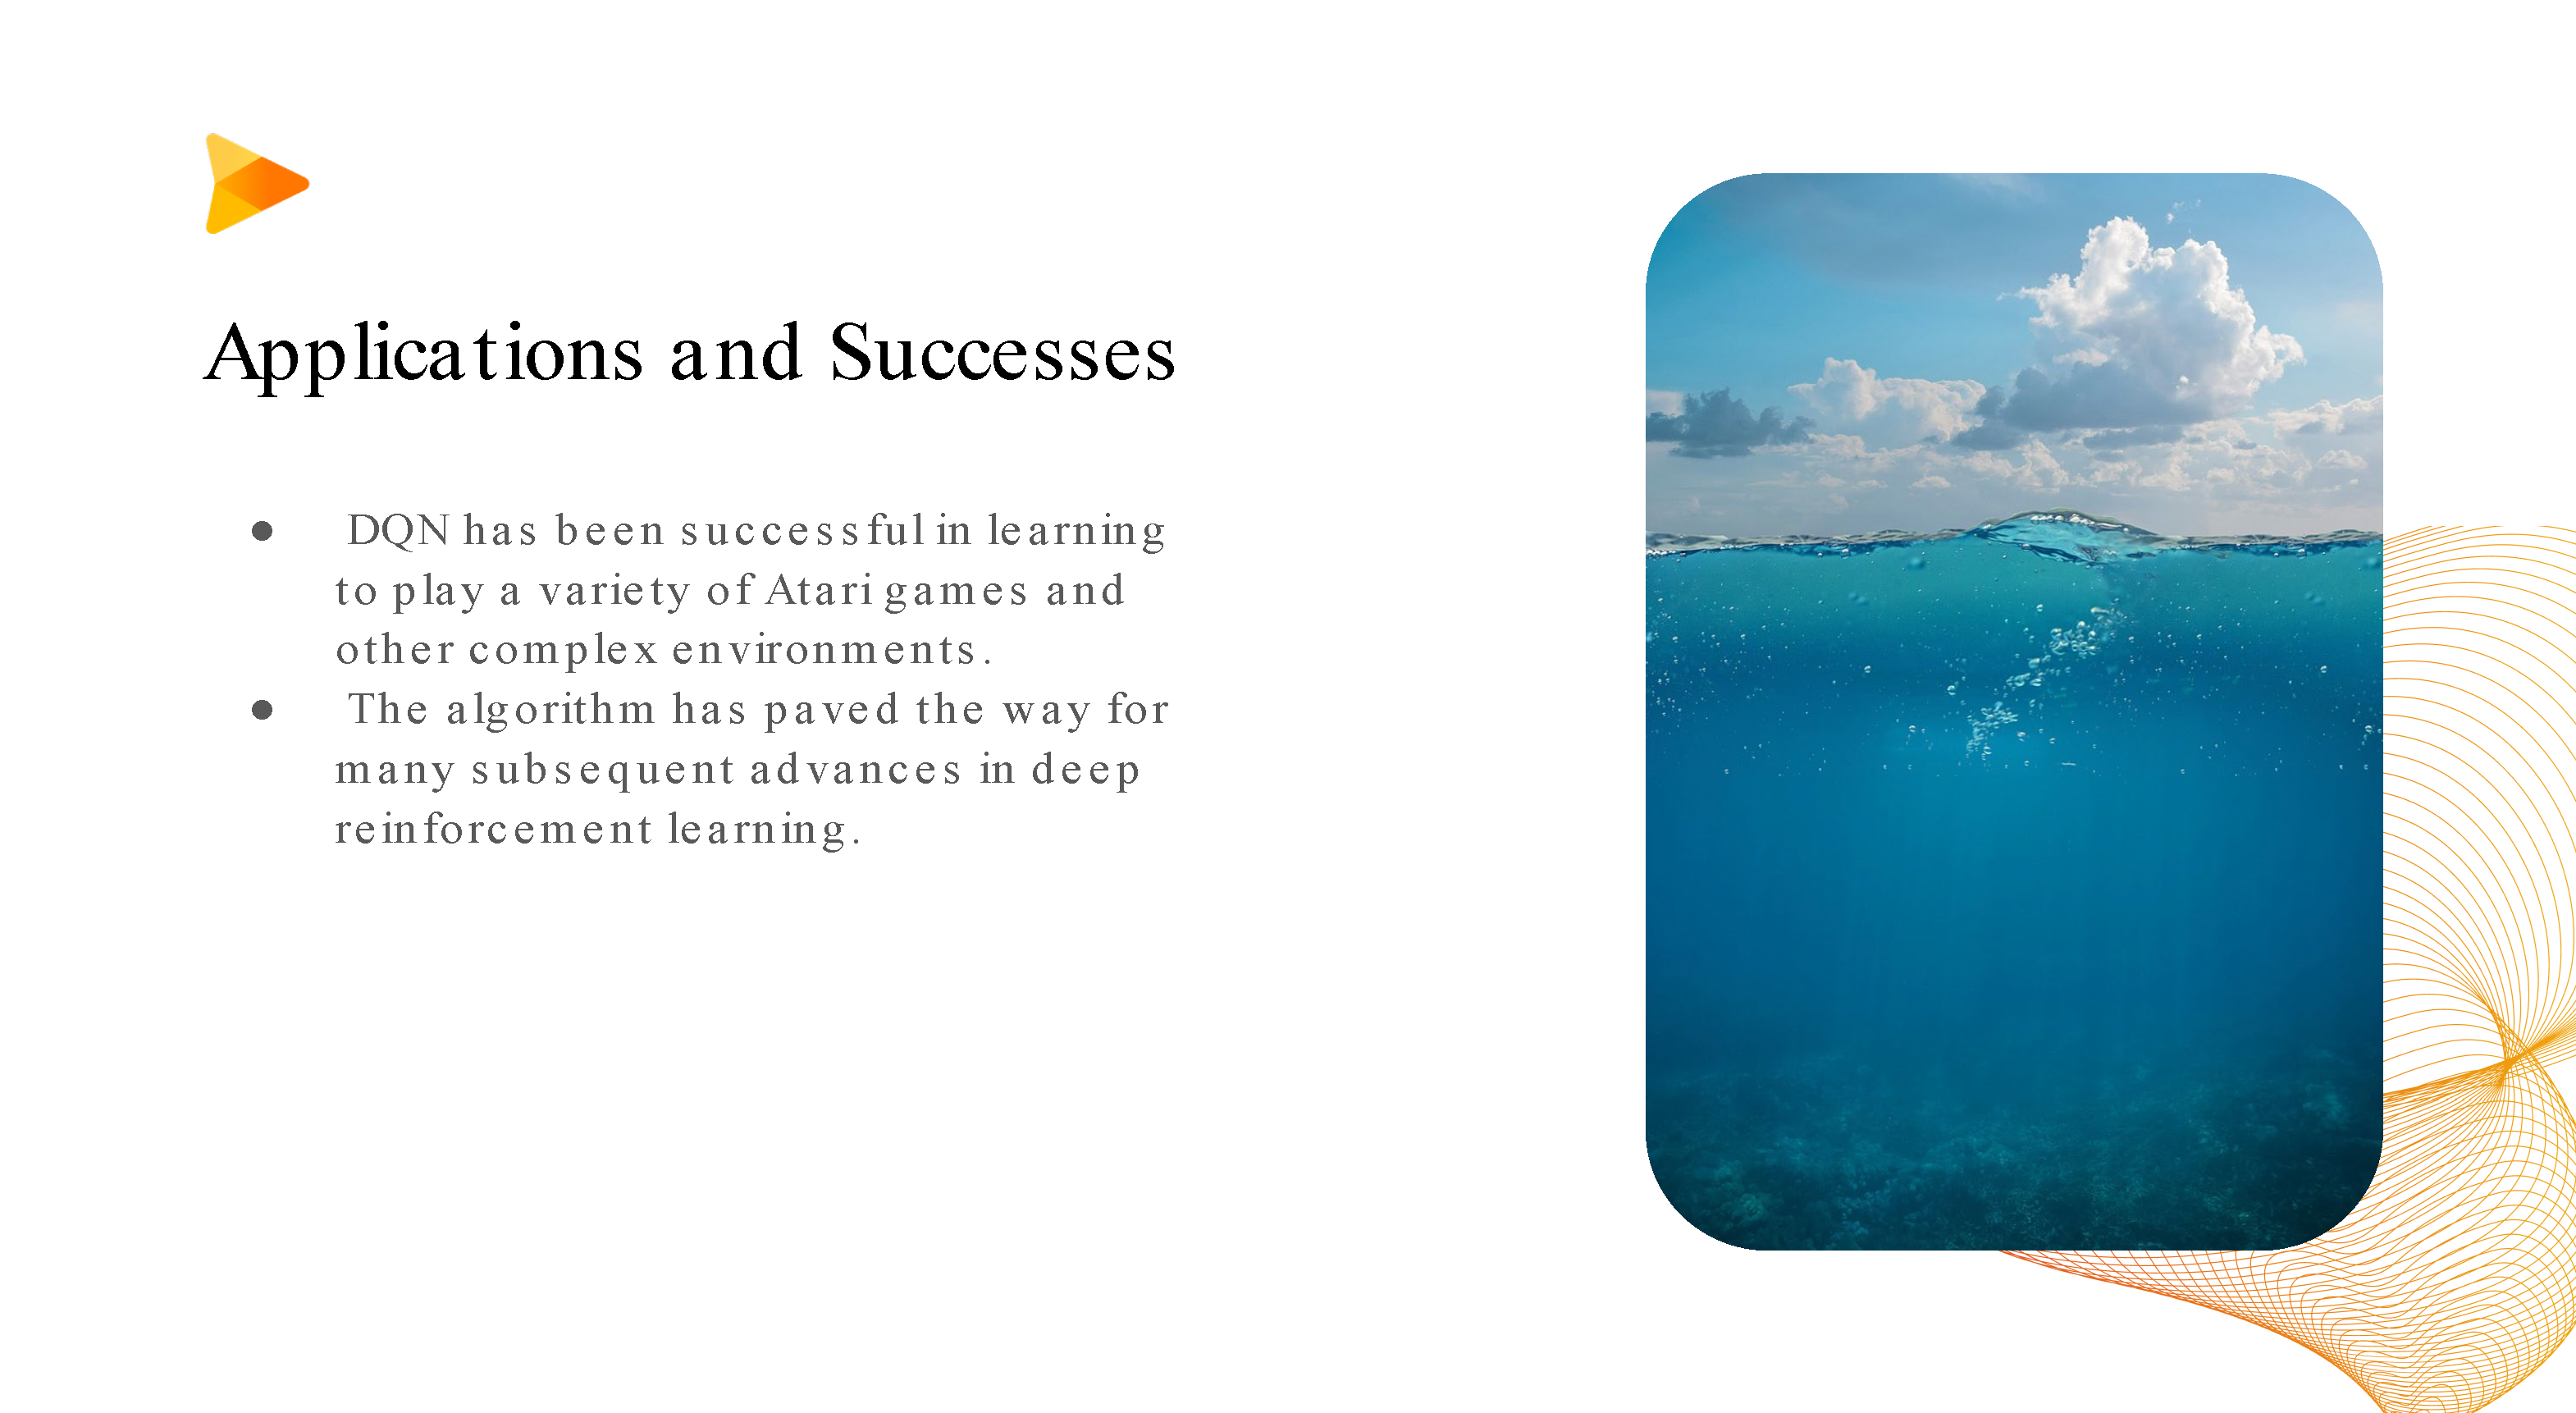 Applications and Successes
● DQN has been successful in learning
to play a variety of Atari games and
other complex environments.
● The algorithm has paved the way for
many subsequent advances in deep
reinforcement learning.